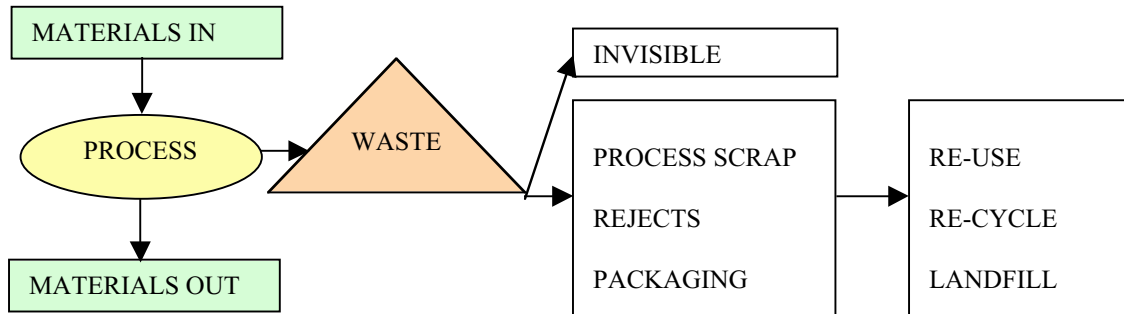 MATERIALS IN
PROCESS
MATERIALS OUT
WASTE
INVISIBLE
PROCESS SCRAP
REJECTS
PACKAGING
RE-USE
RE-CYCLE
LANDFILL